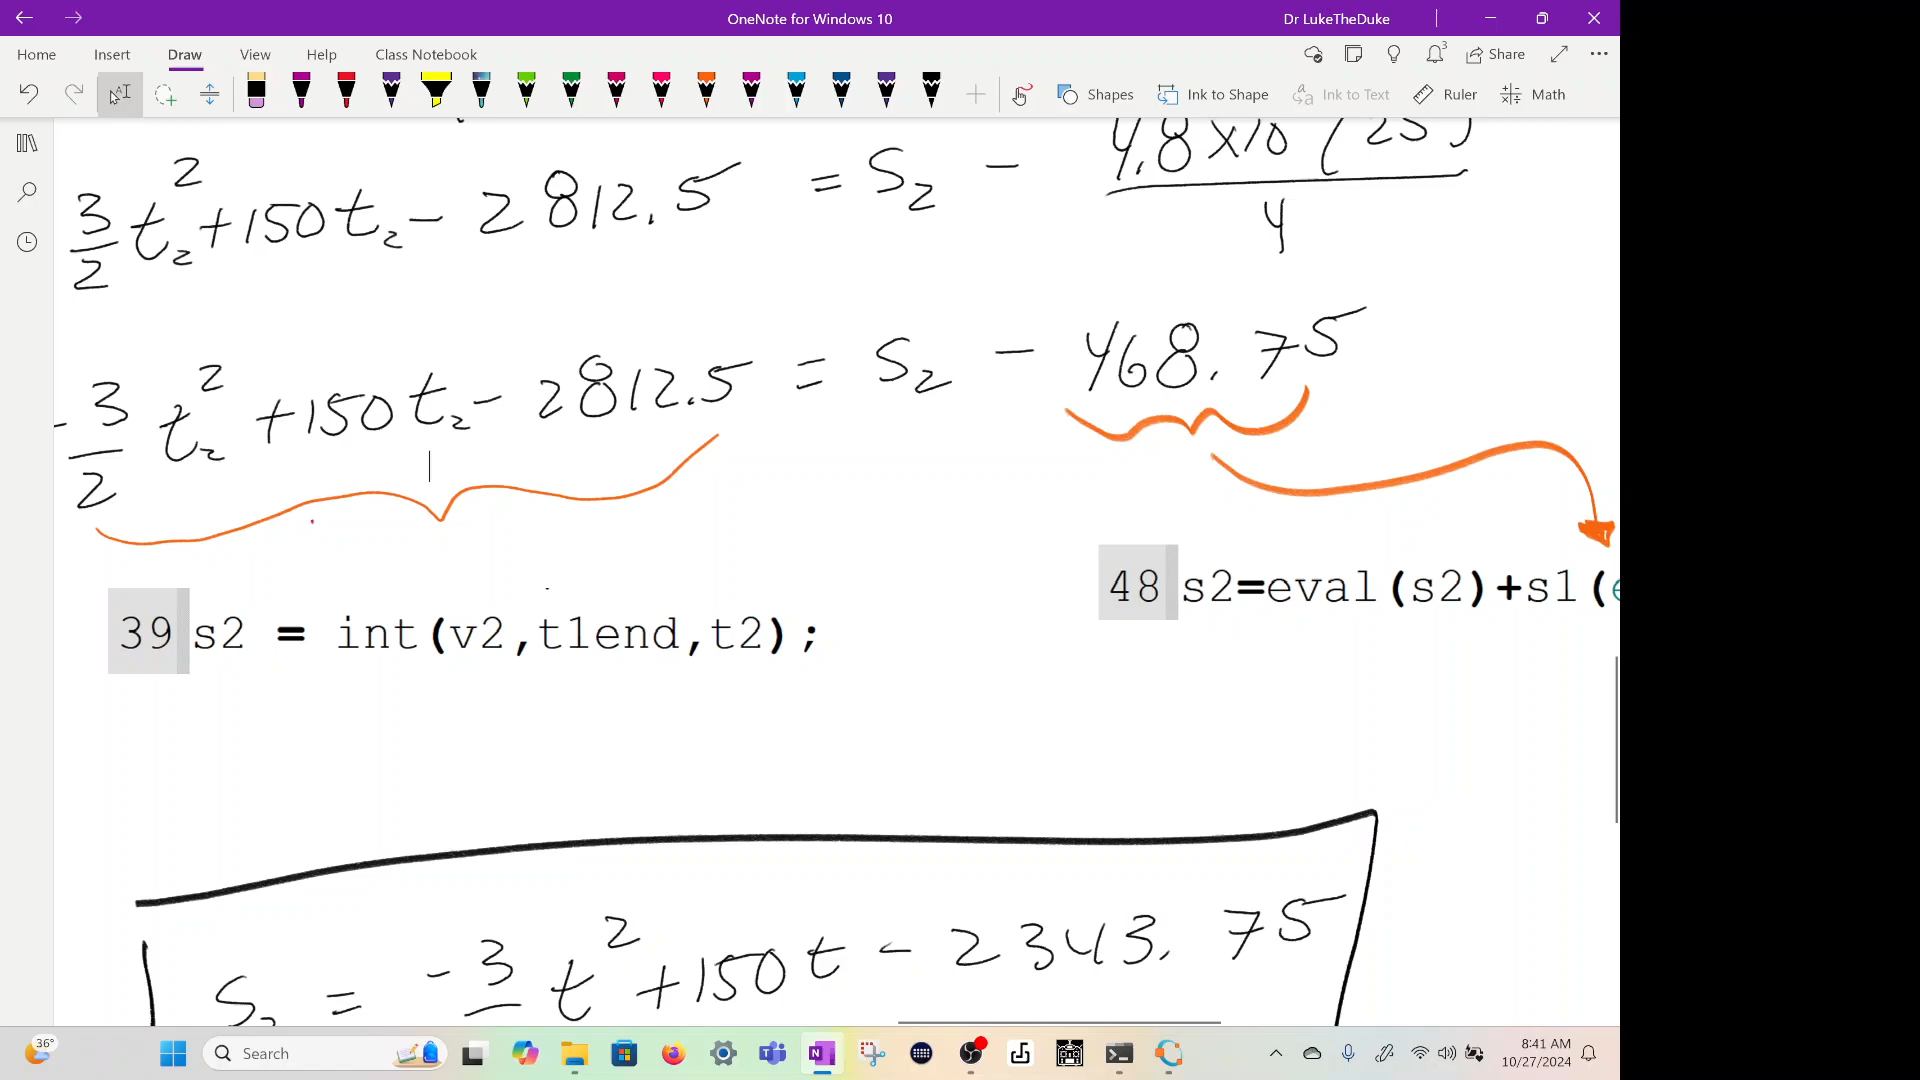 OneNote for Windows 10
Dr LukeTheDuke
Home Insert Draw View Help Class Notebook
3
Share
Shapes Ink to Shape Ink to Text Ruler Math
3/2 t₂² + 150t₂ - 2812.5 = S₂ - 4.8×10 (25)/4
-3/2 t₂² + 150t₂ - 2812.5 = S₂ - 468.75
48 s2=eval(s2)+s1(
39 s2 = int(v2,t1end,t2);
S₂ = -3 t² + 150t - 2343.75
36°
Search
8:41 AM
10/27/2024